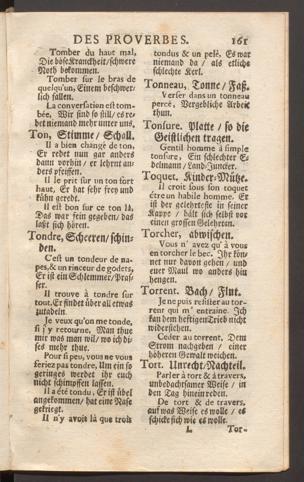 DES PROVERBES. 161
Tomber du haut mal,
Die böse Krandheit/schwere
Noth bekommen.
Tomber sur le bras de
quelqu'un, Einem beschwer-
lich fallen.
La conversation est tom-
bée, Wir sind so still/es re-
det niemand mehr unter uns.
Ton, Stimme/Schall.
Il a bien changé de ton,
Er redet nun gar anders
dann vorhin/er lehrnt an-
ders pfeiffen.
Il le prit sur un ton fort
haut, Er hat sehr frey und
kühn geredt.
Il est bon sur ce ton là,
Das war fein gegeben/das
laßt sich hören.
Tondre, Scheeren/schin-
den.
C'est un tondeur de na-
pes, & un rinceur de godets,
Er ist ein Schlemmer/Pras-
ser.
Il trouve à tondre sur
tout, Er findet über all etwas
zutadeln.
Je veux qu'on me tonde,
si j'y retourne, Man thue
mir was man wil/wo ich di-
ses mehr thue.
Pour si peu, vous ne vous
seriez pas tondre, Um ein so
geringes werdet ihr euch
nicht schimpffen lassen.
Il a été tondu, Er ist übel
angekommen/hat eine Nase
gekriegt.
Il n'y avoit là que trois
tondus & un pelé, Es war
niemand da/als etliche
schlechte Kerl.
Tonneau, Tonne/Faß.
Verser dans un tonneau
percé, Vergebliche Arbeit
thun.
Tonsure, Platte/so die
Geistlichen tragen.
Gentil homme à simple
tonsure, Ein schlechter E-
delmann/Land-Juncker.
Toquet, Kinder-Mütze.
Il croit sous son toquet
être un habile homme, Er
ist der gelehrteste in seiner
Kappe/hält sich selbst vor
einen grossen Gelehrten.
Torcher, abwischen.
Vous n'avez qu'à vous
en torcher le bec, Ihr kön-
net nur davon gehen/und
euer Maul wo anders hin
hengen.
Torrent, Bach/Flut.
Je ne puis resister au tor-
rent qui m'entraine, Ich
kan dem hefftigen Trieb nicht
widerstehen.
Ceder au torrent, Dem
Strom nachgeben/einer
höheren Gewalt weichen.
Tort, Unrecht/Nachteil.
Parler à tort & à travers,
unbedachtsamer Weise/in
den Tag hinein reden.
De tort & de travers,
auf was Weise es wolle/es
schicke sich wie es wolle.
L Tor-